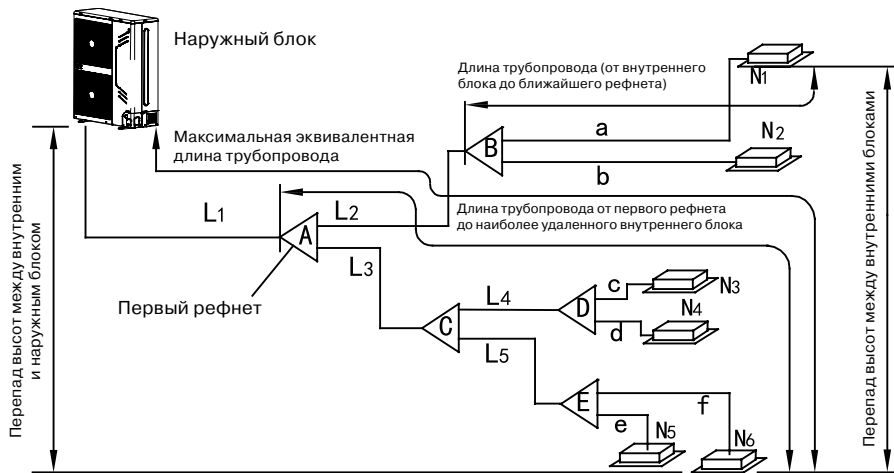 Наружный блок
Длина трубопровода (от внутреннего
блока до ближайшего рефнета)
N1
Максимальная эквивалентная
длина трубопровода
a
B
N2
b
L1
L2
Длина трубопровода от первого рефнета
до наиболее удаленного внутреннего блока
A
L3
Первый рефнет
L4
c
N3
D
N4
d
C
L5
E
f
e
N5
N6
Перепад высот между внутренним
и наружным блоком
Перепад высот между внутренними блоками